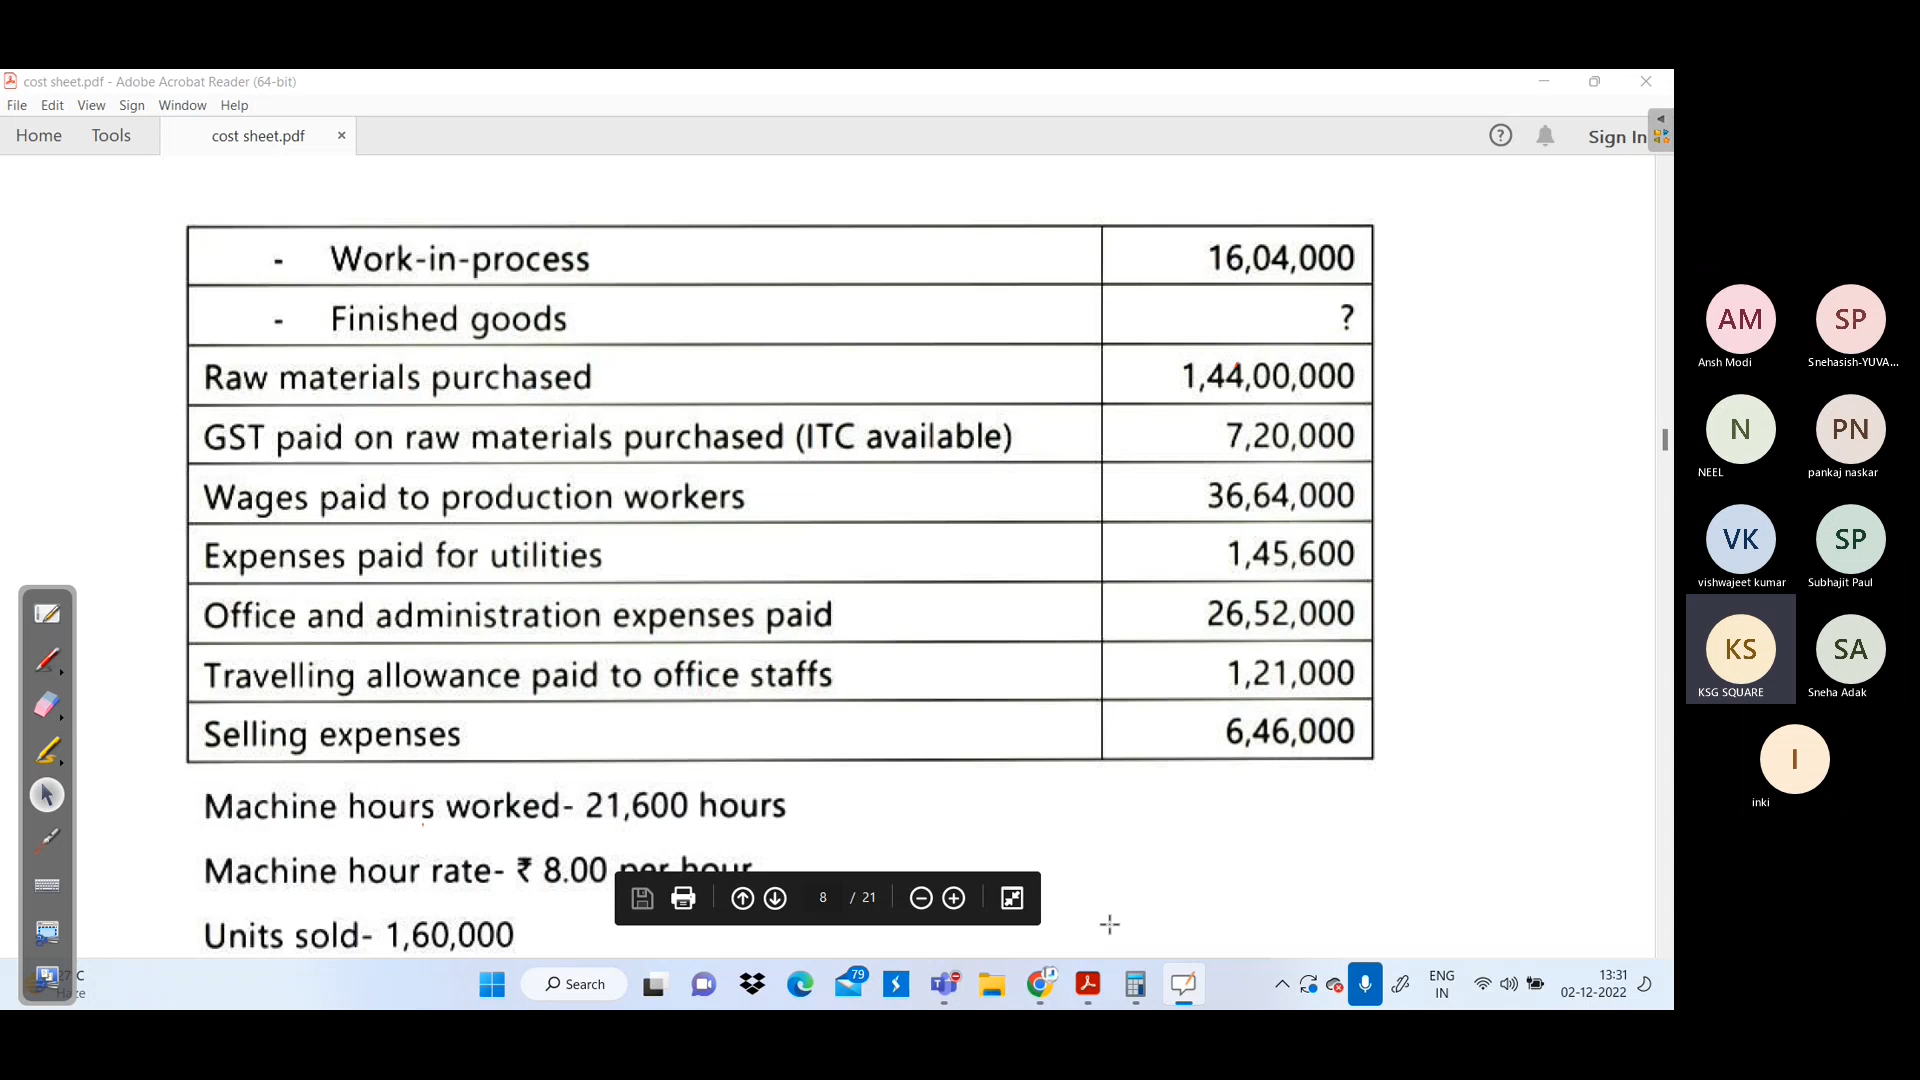 cost sheet.pdf - Adobe Acrobat Reader (64-bit)
File Edit View Sign Window Help
Home Tools cost sheet.pdf × Sign In
- Work-in-process 16,04,000
- Finished goods ?
Raw materials purchased 1,44,00,000
GST paid on raw materials purchased (ITC available) 7,20,000
Wages paid to production workers 36,64,000
Expenses paid for utilities 1,45,600
Office and administration expenses paid 26,52,000
Travelling allowance paid to office staffs 1,21,000
Selling expenses 6,46,000
Machine hours worked- 21,600 hours
Machine hour rate- ₹ 8.00 per hour
8 / 21
Units sold- 1,60,000
27°C
Haze
Search
79
ENG
IN
13:31
02-12-2022
AM
Ansh Modi
SP
Snehasish-YUVA...
N
NEEL
PN
pankaj naskar
VK
vishwajeet kumar
SP
Subhajit Paul
KS
KSG SQUARE
SA
Sneha Adak
I
inki